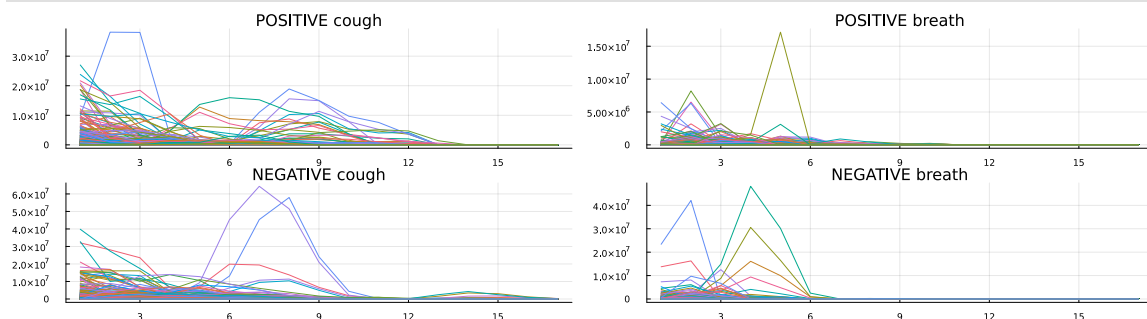 POSITIVE cough
3.0×10⁷
2.0×10⁷
1.0×10⁷
0
3 6 9 12 15
POSITIVE breath
1.50×10⁷
1.00×10⁷
5.00×10⁶
0
3 6 9 12 15
NEGATIVE cough
6.0×10⁷
5.0×10⁷
4.0×10⁷
3.0×10⁷
2.0×10⁷
1.0×10⁷
0
3 6 9 12 15
NEGATIVE breath
4.0×10⁷
3.0×10⁷
2.0×10⁷
1.0×10⁷
0
3 6 9 12 15